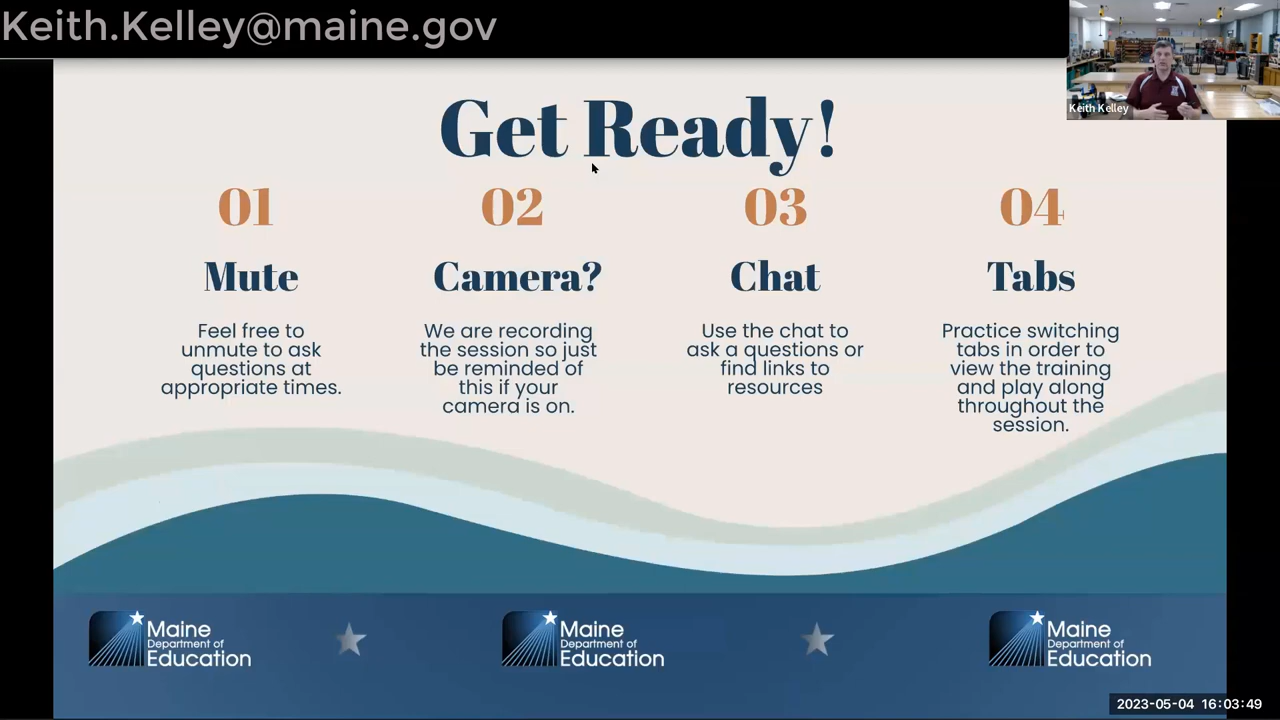 Keith.Kelley@maine.gov
Keith Kelley
Get Ready!
01
Mute
Feel free to
unmute to ask
questions at
appropriate times.
02
Camera?
We are recording
the session so just
be reminded of
this if your
camera is on.
03
Chat
Use the chat to
ask a questions or
find links to
resources
04
Tabs
Practice switching
tabs in order to
view the training
and play along
throughout the
session.
Maine
Department of
Education
Maine
Department of
Education
Maine
Department of
Education
2023-05-04 16:03:49